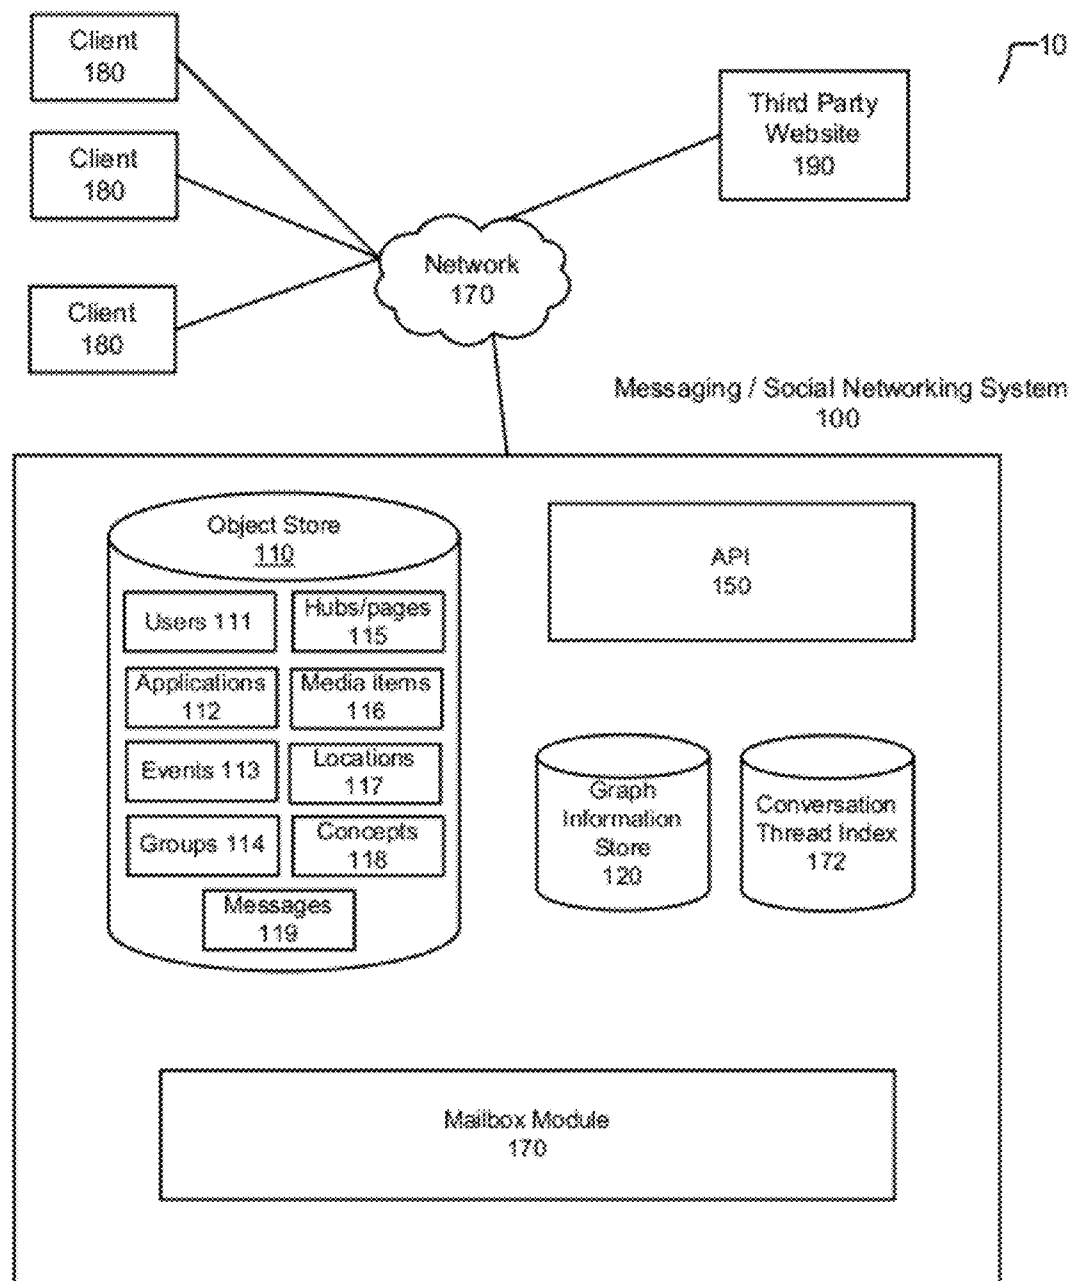 10
Client
180
Client
180
Client
180
Third Party
Website
190
Network
170
Messaging / Social Networking System
100
Object Store
110
Users 111
Hubs/pages
115
Applications
112
Media items
116
Events 113
Locations
117
Groups 114
Concepts
118
Messages
119
API
150
Graph
Information
Store
120
Conversation
Thread Index
172
Mailbox Module
170